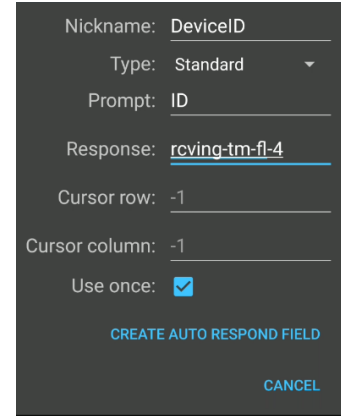 Nickname: DeviceID
Type: Standard
Prompt: ID
Response: rcving-tm-fl-4
Cursor row: -1
Cursor column: -1
Use once:
CREATE AUTO RESPOND FIELD
CANCEL